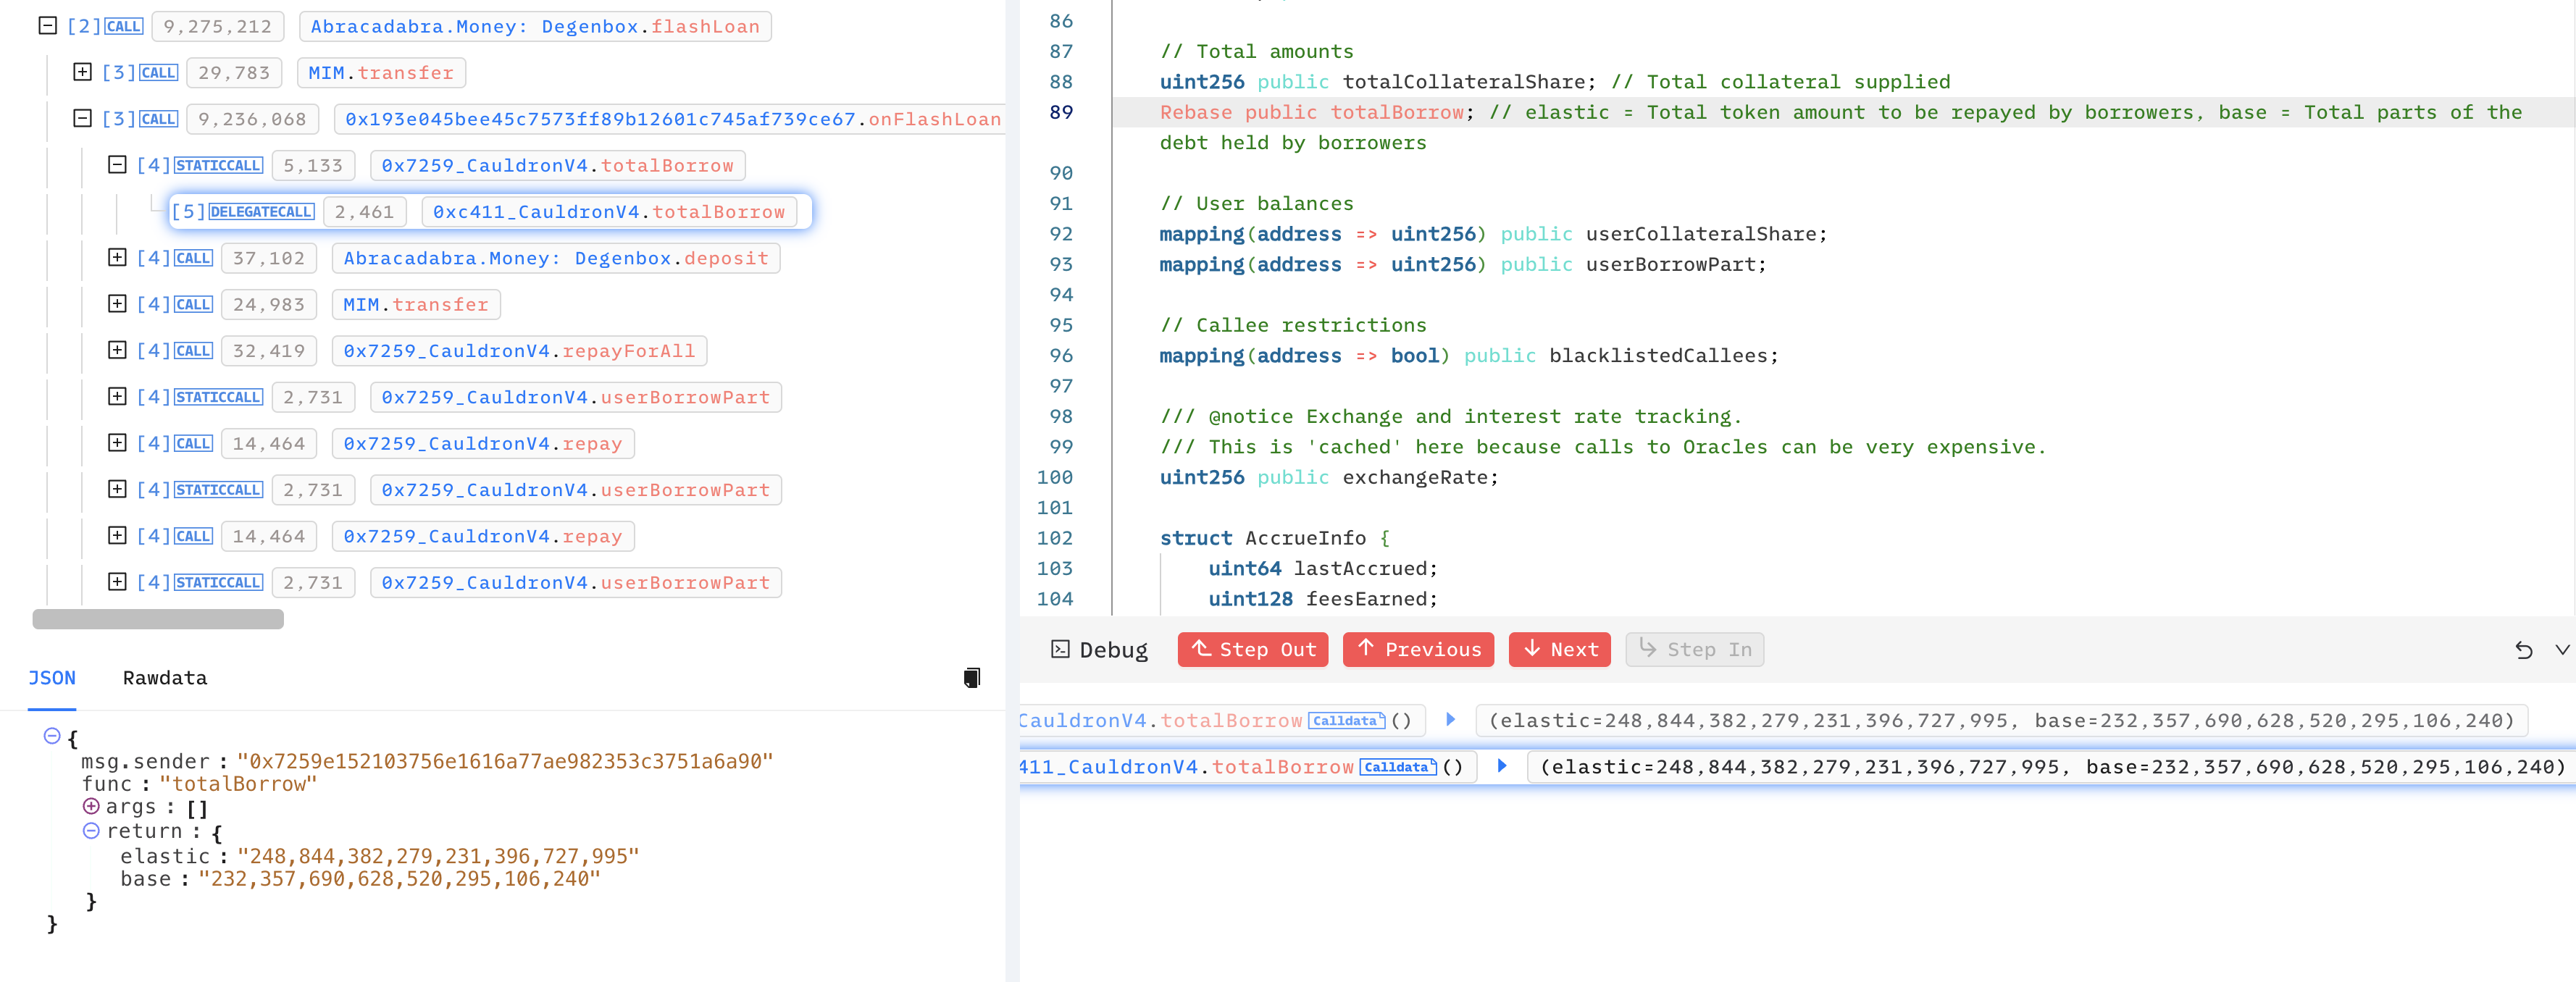 [2] CALL 9,275,212 Abracadabra.Money: Degenbox.flashLoan
[3] CALL 29,783 MIM.transfer
[3] CALL 9,236,068 0x193e045bee45c7573ff89b12601c745af739ce67.onFlashLoan
[4] STATICCALL 5,133 0x7259_CauldronV4.totalBorrow
[5] DELEGATECALL 2,461 0xc411_CauldronV4.totalBorrow
[4] CALL 37,102 Abracadabra.Money: Degenbox.deposit
[4] CALL 24,983 MIM.transfer
[4] CALL 32,419 0x7259_CauldronV4.repayForAll
[4] STATICCALL 2,731 0x7259_CauldronV4.userBorrowPart
[4] CALL 14,464 0x7259_CauldronV4.repay
[4] STATICCALL 2,731 0x7259_CauldronV4.userBorrowPart
[4] CALL 14,464 0x7259_CauldronV4.repay
[4] STATICCALL 2,731 0x7259_CauldronV4.userBorrowPart
JSON Rawdata
{
msg.sender : "0x7259e152103756e1616a77ae982353c3751a6a90"
func : "totalBorrow"
args : []
return : {
elastic : "248,844,382,279,231,396,727,995"
base : "232,357,690,628,520,295,106,240"
}
}
86
87 // Total amounts
88 uint256 public totalCollateralShare; // Total collateral supplied
89 Rebase public totalBorrow; // elastic = Total token amount to be repayed by borrowers, base = Total parts of the
debt held by borrowers
90
91 // User balances
92 mapping(address => uint256) public userCollateralShare;
93 mapping(address => uint256) public userBorrowPart;
94
95 // Callee restrictions
96 mapping(address => bool) public blacklistedCallees;
97
98 /// @notice Exchange and interest rate tracking.
99 /// This is 'cached' here because calls to Oracles can be very expensive.
100 uint256 public exchangeRate;
101
102 struct AccrueInfo {
103 uint64 lastAccrued;
104 uint128 feesEarned;
Debug Step Out Previous Next Step In
CauldronV4.totalBorrow Calldata () (elastic=248,844,382,279,231,396,727,995, base=232,357,690,628,520,295,106,240)
411_CauldronV4.totalBorrow Calldata () (elastic=248,844,382,279,231,396,727,995, base=232,357,690,628,520,295,106,240)